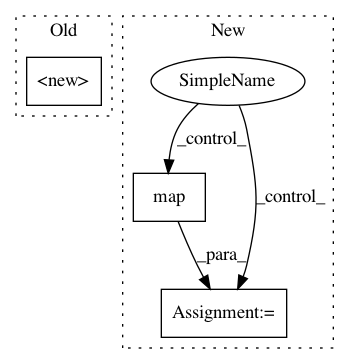 Old
New
<new>
SimpleName
_control_
map
_control_
_para_
Assignment:=